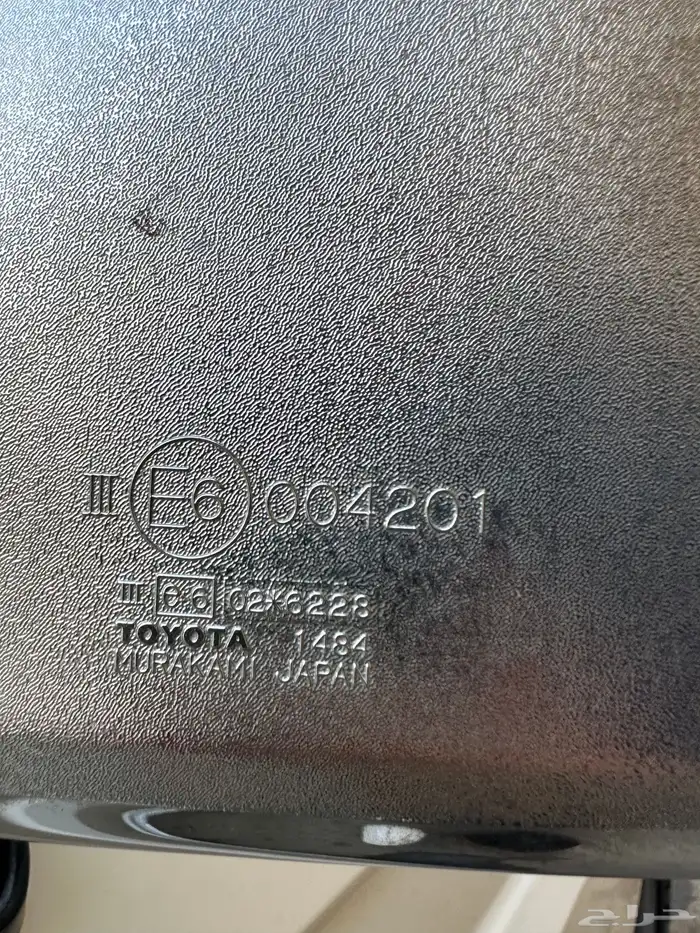 III E6 004201
III e6 02*6228
TOYOTA 1484
MURAKAMI JAPAN
حراج